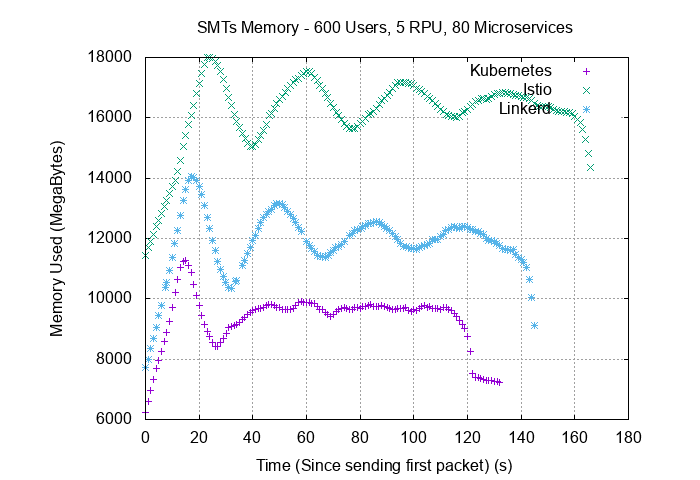 SMTs Memory - 600 Users, 5 RPU, 80 Microservices
18000
16000
14000
12000
10000
8000
6000
Memory Used (MegaBytes)
Kubernetes
Istio
Linkerd
0 20 40 60 80 100 120 140 160 180
Time (Since sending first packet) (s)